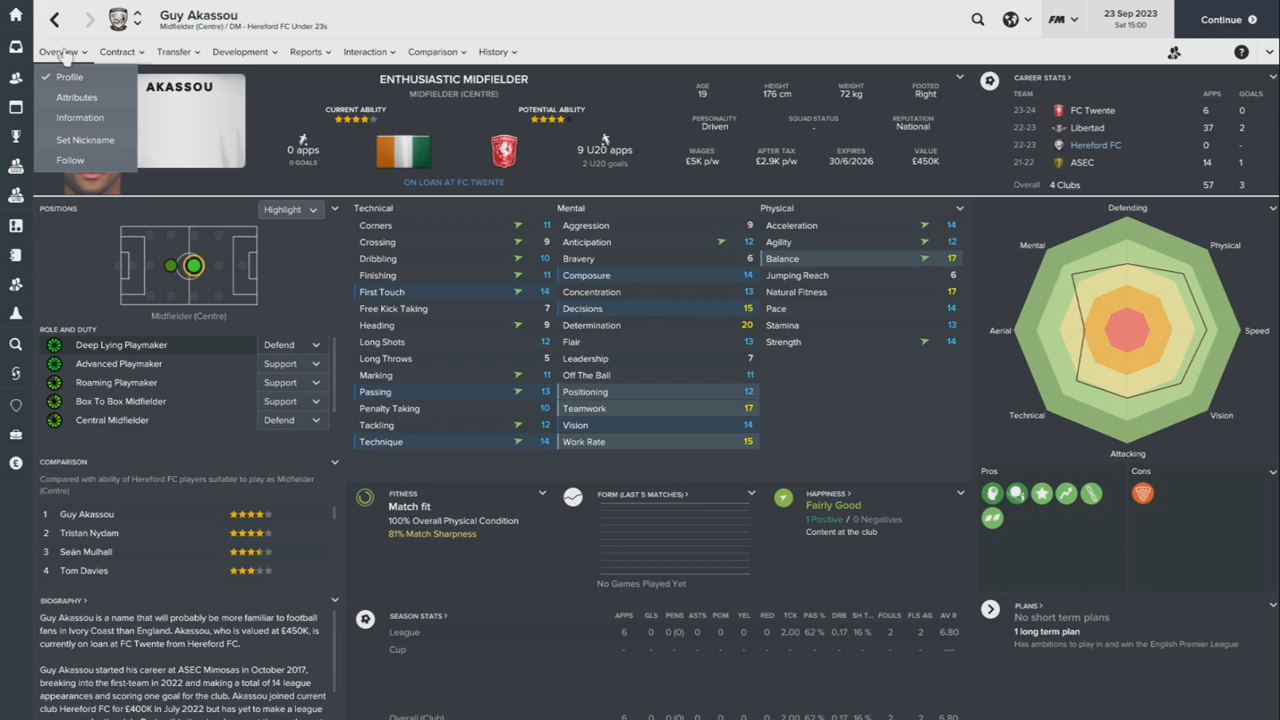 Guy Akassou
Midfielder (Centre) / DM - Hereford FC Under 23s
FM
23 Sep 2023
Sat 15:00
Continue
Overview
Contract
Transfer
Development
Reports
Interaction
Comparison
History
Profile
Attributes
Information
Set Nickname
Follow
AKASSOU
ENTHUSIASTIC MIDFIELDER
MIDFIELDER (CENTRE)
CURRENT ABILITY
POTENTIAL ABILITY
0 apps
0 GOALS
9 U20 apps
2 U20 goals
ON LOAN AT FC TWENTE
AGE
19
HEIGHT
176 cm
WEIGHT
72 kg
FOOTED
Right
PERSONALITY
Driven
SQUAD STATUS
-
REPUTATION
National
WAGES
£5K p/w
AFTER TAX
£2.9K p/w
EXPIRES
30/6/2026
VALUE
£450K
CAREER STATS >
TEAM APPS GOALS
23-24 FC Twente 6 0
22-23 Libertad 37 2
22-23 Hereford FC 0 -
21-22 ASEC 14 1
Overall 4 Clubs 57 3
POSITIONS
Highlight
Midfielder (Centre)
ROLE AND DUTY
Deep Lying Playmaker Defend
Advanced Playmaker Support
Roaming Playmaker Support
Box To Box Midfielder Support
Central Midfielder Defend
COMPARISON
Compared with ability of Hereford FC players suitable to play as Midfielder
(Centre)
1 Guy Akassou
2 Tristan Nydam
3 Seán Mulhall
4 Tom Davies
BIOGRAPHY >
Guy Akassou is a name that will probably be more familiar to football
fans in Ivory Coast than England. Akassou, who is valued at £450K, is
currently on loan at FC Twente from Hereford FC.
Guy Akassou started his career at ASEC Mimosas in October 2017,
breaking into the first-team in 2022 and making a total of 14 league
appearances and scoring one goal for the club. Akassou joined current
club Hereford FC for £400K in July 2022 but has yet to make a league
Technical
Corners 11
Crossing 9
Dribbling 10
Finishing 11
First Touch 14
Free Kick Taking 7
Heading 9
Long Shots 12
Long Throws 5
Marking 11
Passing 13
Penalty Taking 10
Tackling 12
Technique 14
Mental
Aggression 9
Anticipation 12
Bravery 6
Composure 14
Concentration 13
Decisions 15
Determination 20
Flair 13
Leadership 7
Off The Ball 11
Positioning 12
Teamwork 17
Vision 14
Work Rate 15
Physical
Acceleration 14
Agility 12
Balance 17
Jumping Reach 6
Natural Fitness 17
Pace 14
Stamina 13
Strength 14
Defending
Physical
Speed
Vision
Attacking
Technical
Aerial
Mental
FITNESS
Match fit
100% Overall Physical Condition
81% Match Sharpness
FORM (LAST 5 MATCHES) >
No Games Played Yet
HAPPINESS >
Fairly Good
1 Positive / 0 Negatives
Content at the club
Pros
Cons
SEASON STATS >
APPS GLS PENS ASTS POM YEL RED TCK PAS % DRB SH T... FOULS FLS AG AV R
League 6 0 0 (0) 0 0 0 0 2.00 62 % 0.17 16 % 2 2 6.80
Cup - - - - - - - - - - - - - ----
Overall (Club) 6 0 0 (0) 0 0 0 0 2.00 62 % 0.17 16 % 2 2 6.80
PLANS >
No short term plans
1 long term plan
Has ambitions to play in and win the English Premier League